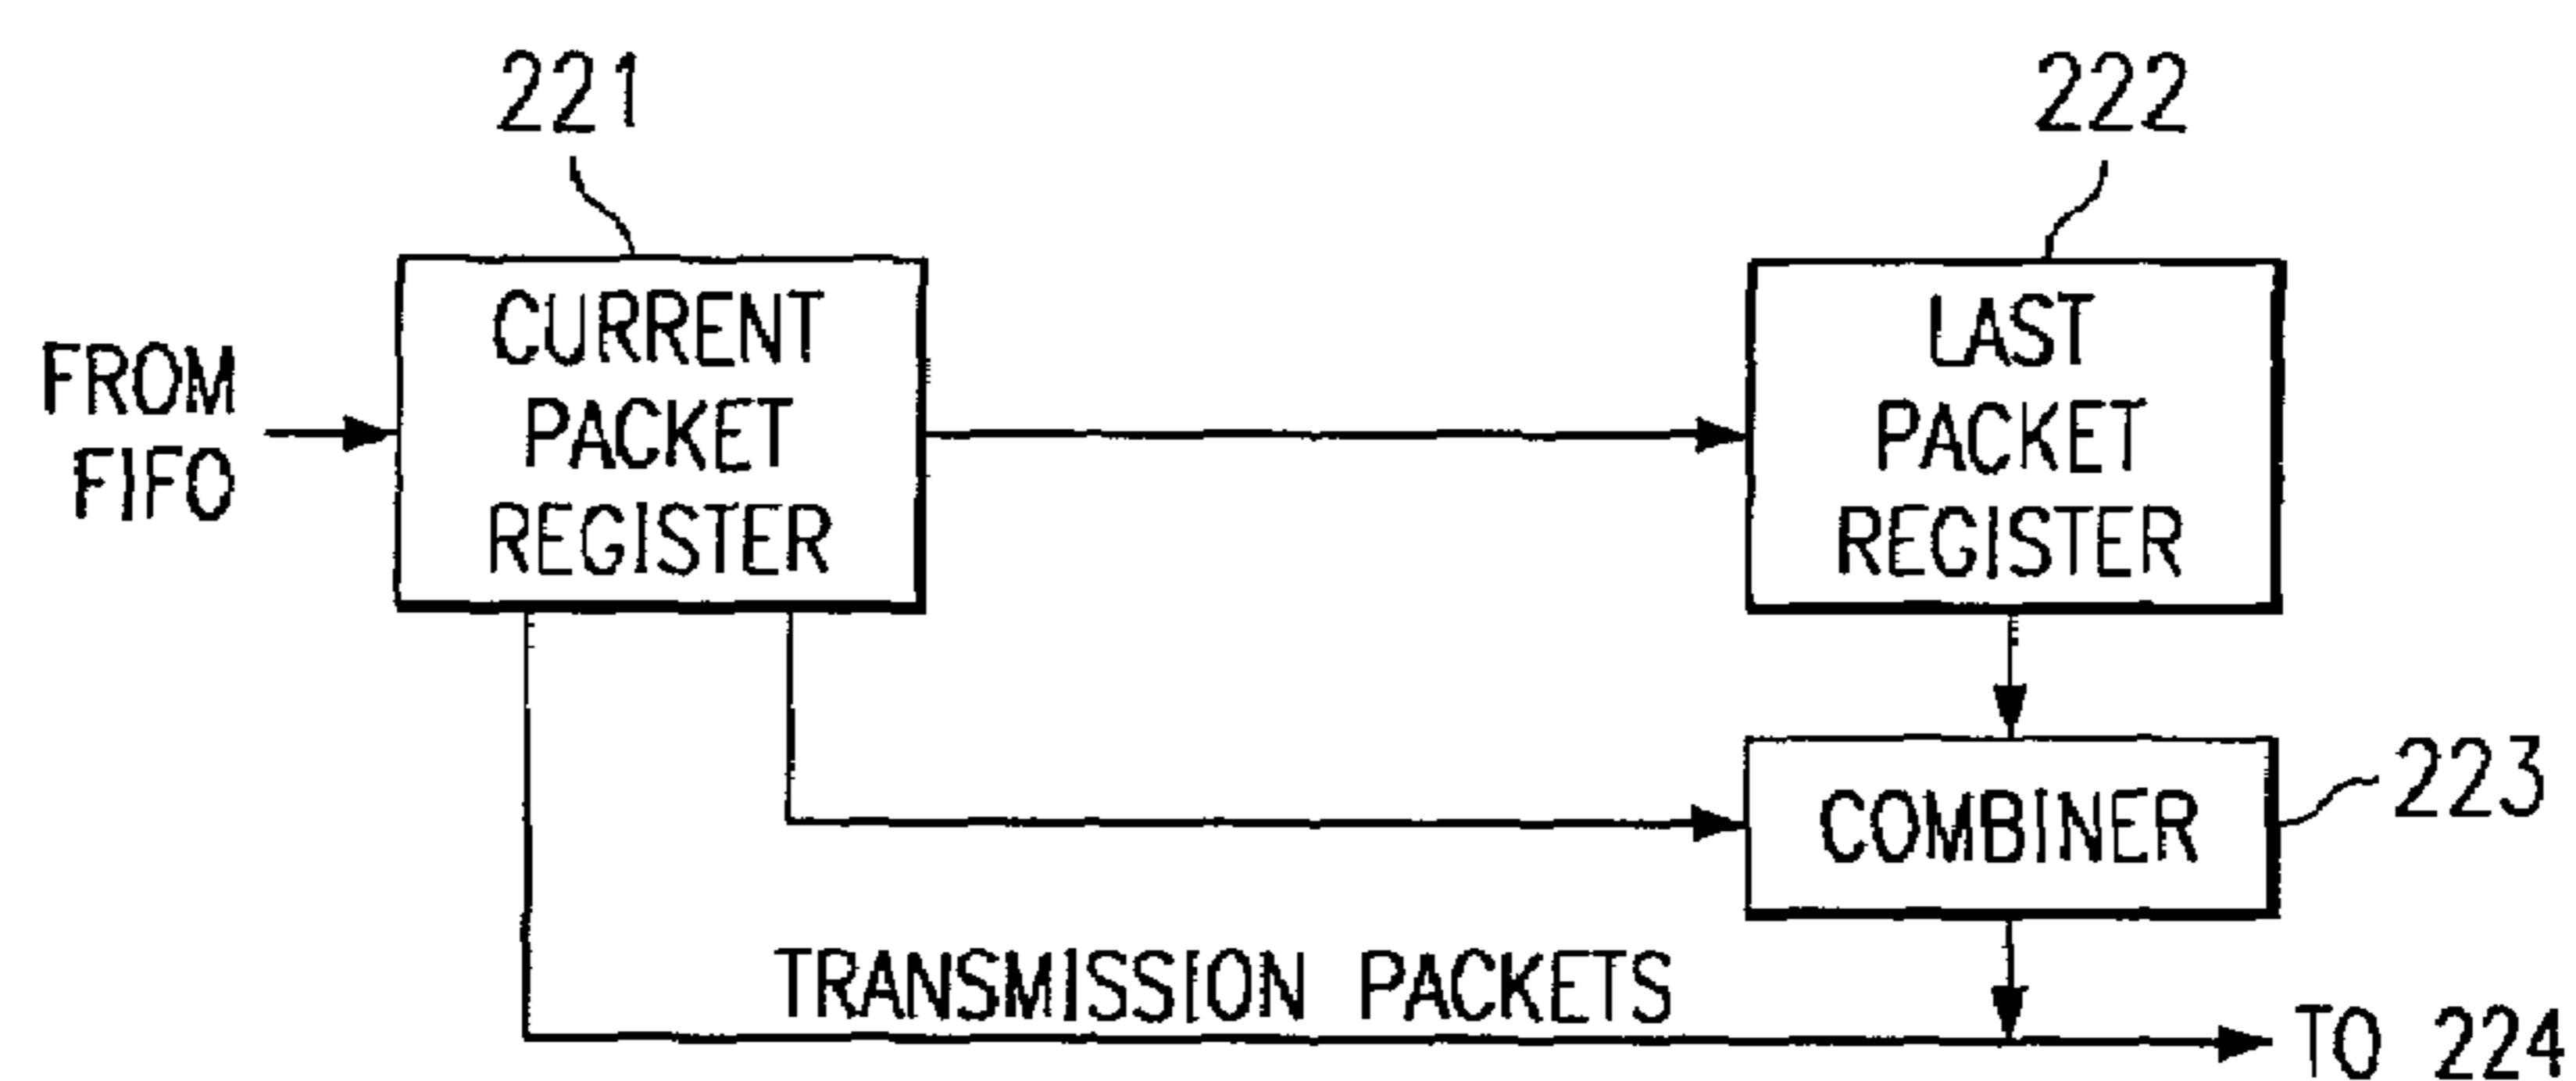 221
222
FROM
FIFO
CURRENT
PACKET
REGISTER
LAST
PACKET
REGISTER
COMBINER
223
TRANSMISSION PACKETS
TO 224